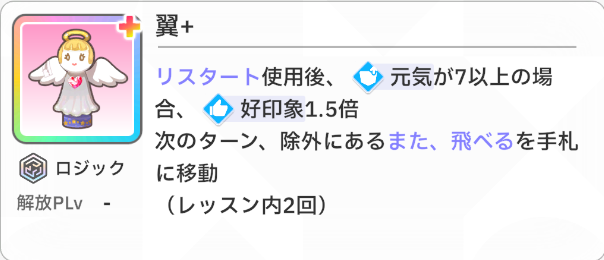 翼+
リスタート使用後、元気が7以上の場
合、好印象1.5倍
次のターン、除外にあるまた、飛べるを手札
に移動
（レッスン内2回）
ロジック
解放PLv -